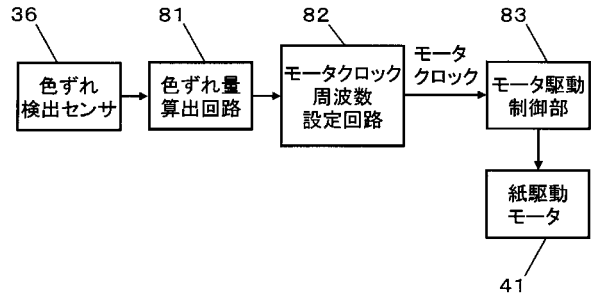 36
81
82
83
色ずれ
検出センサ
色ずれ量
算出回路
モータクロック
周波数
設定回路
モータ
クロック
モータ駆動
制御部
紙駆動
モータ
41